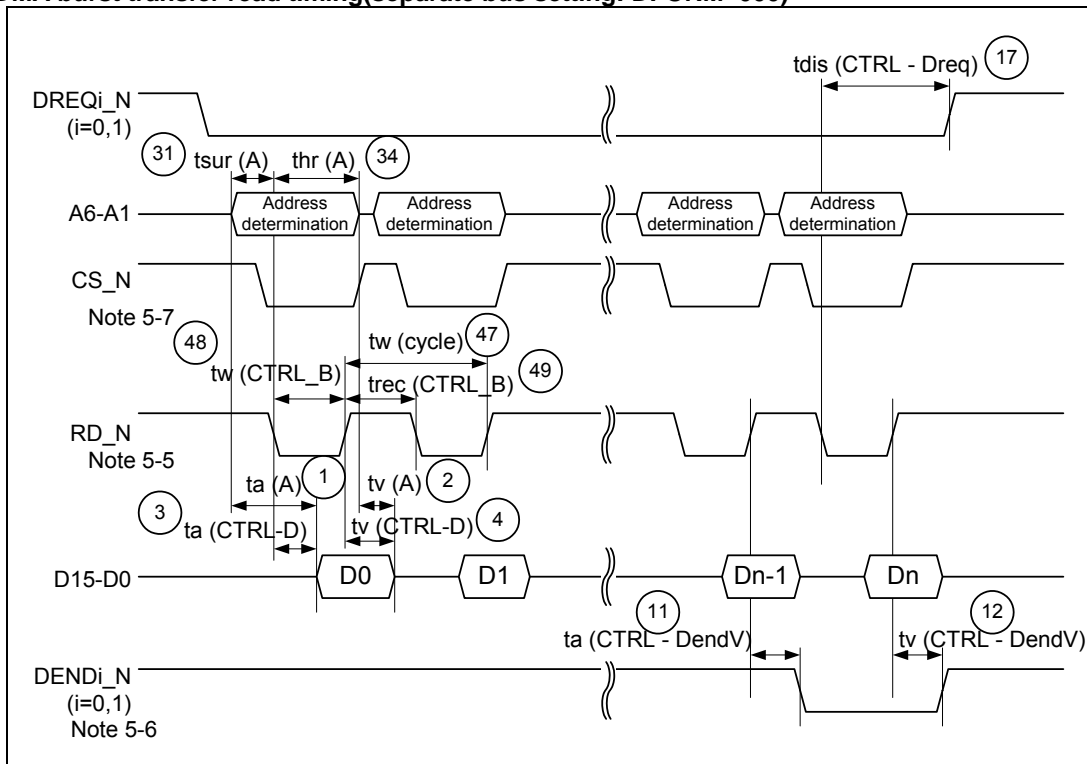 tdis (CTRL - Dreq) 17
DREQi_N
(i=0,1)
31 tsur (A) thr (A) 34
A6-A1
Address determination
Address determination
Address determination
Address determination
CS_N
Note 5-7
48 tw (cycle) 47
tw (CTRL_B) trec (CTRL_B) 49
RD_N
Note 5-5
ta (A) 1 tv (A) 2
3 ta (CTRL-D) tv (CTRL-D) 4
D15-D0 D0 D1 Dn-1 Dn
11 12
ta (CTRL - DendV) tv (CTRL - DendV)
DENDi_N
(i=0,1)
Note 5-6